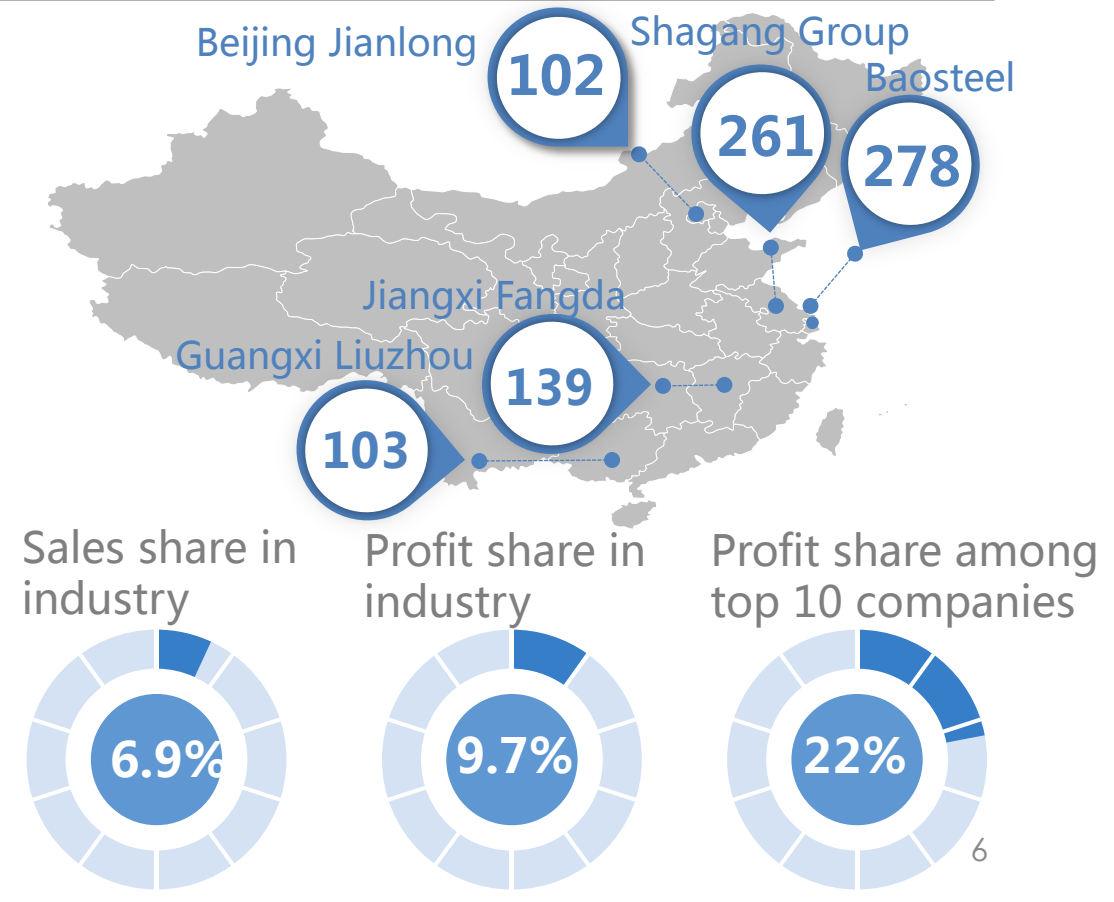 Beijing Jianlong
102
Shagang Group
261
Baosteel
278
Jiangxi Fangda
139
Guangxi Liuzhou
103
Sales share in
industry
6.9%
Profit share in
industry
9.7%
Profit share among
top 10 companies
22%
6